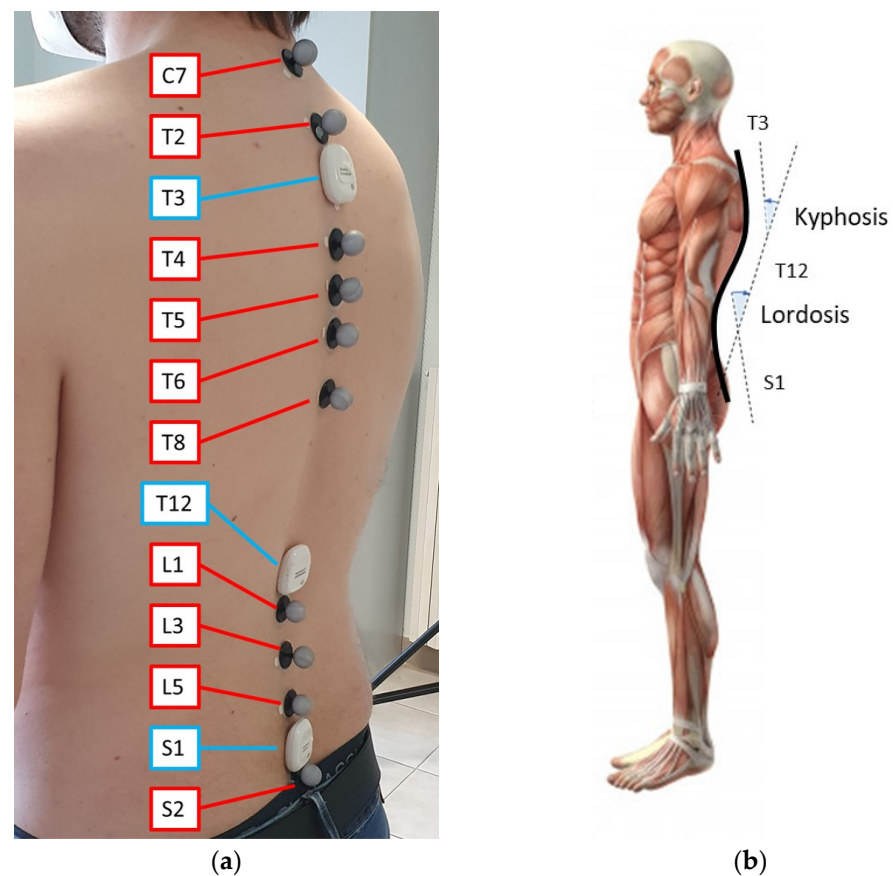 C7
T2
T3
T4
T5
T6
T8
T12
L1
L3
L5
S1
S2
(a)
T3
Kyphosis
T12
Lordosis
S1
(b)